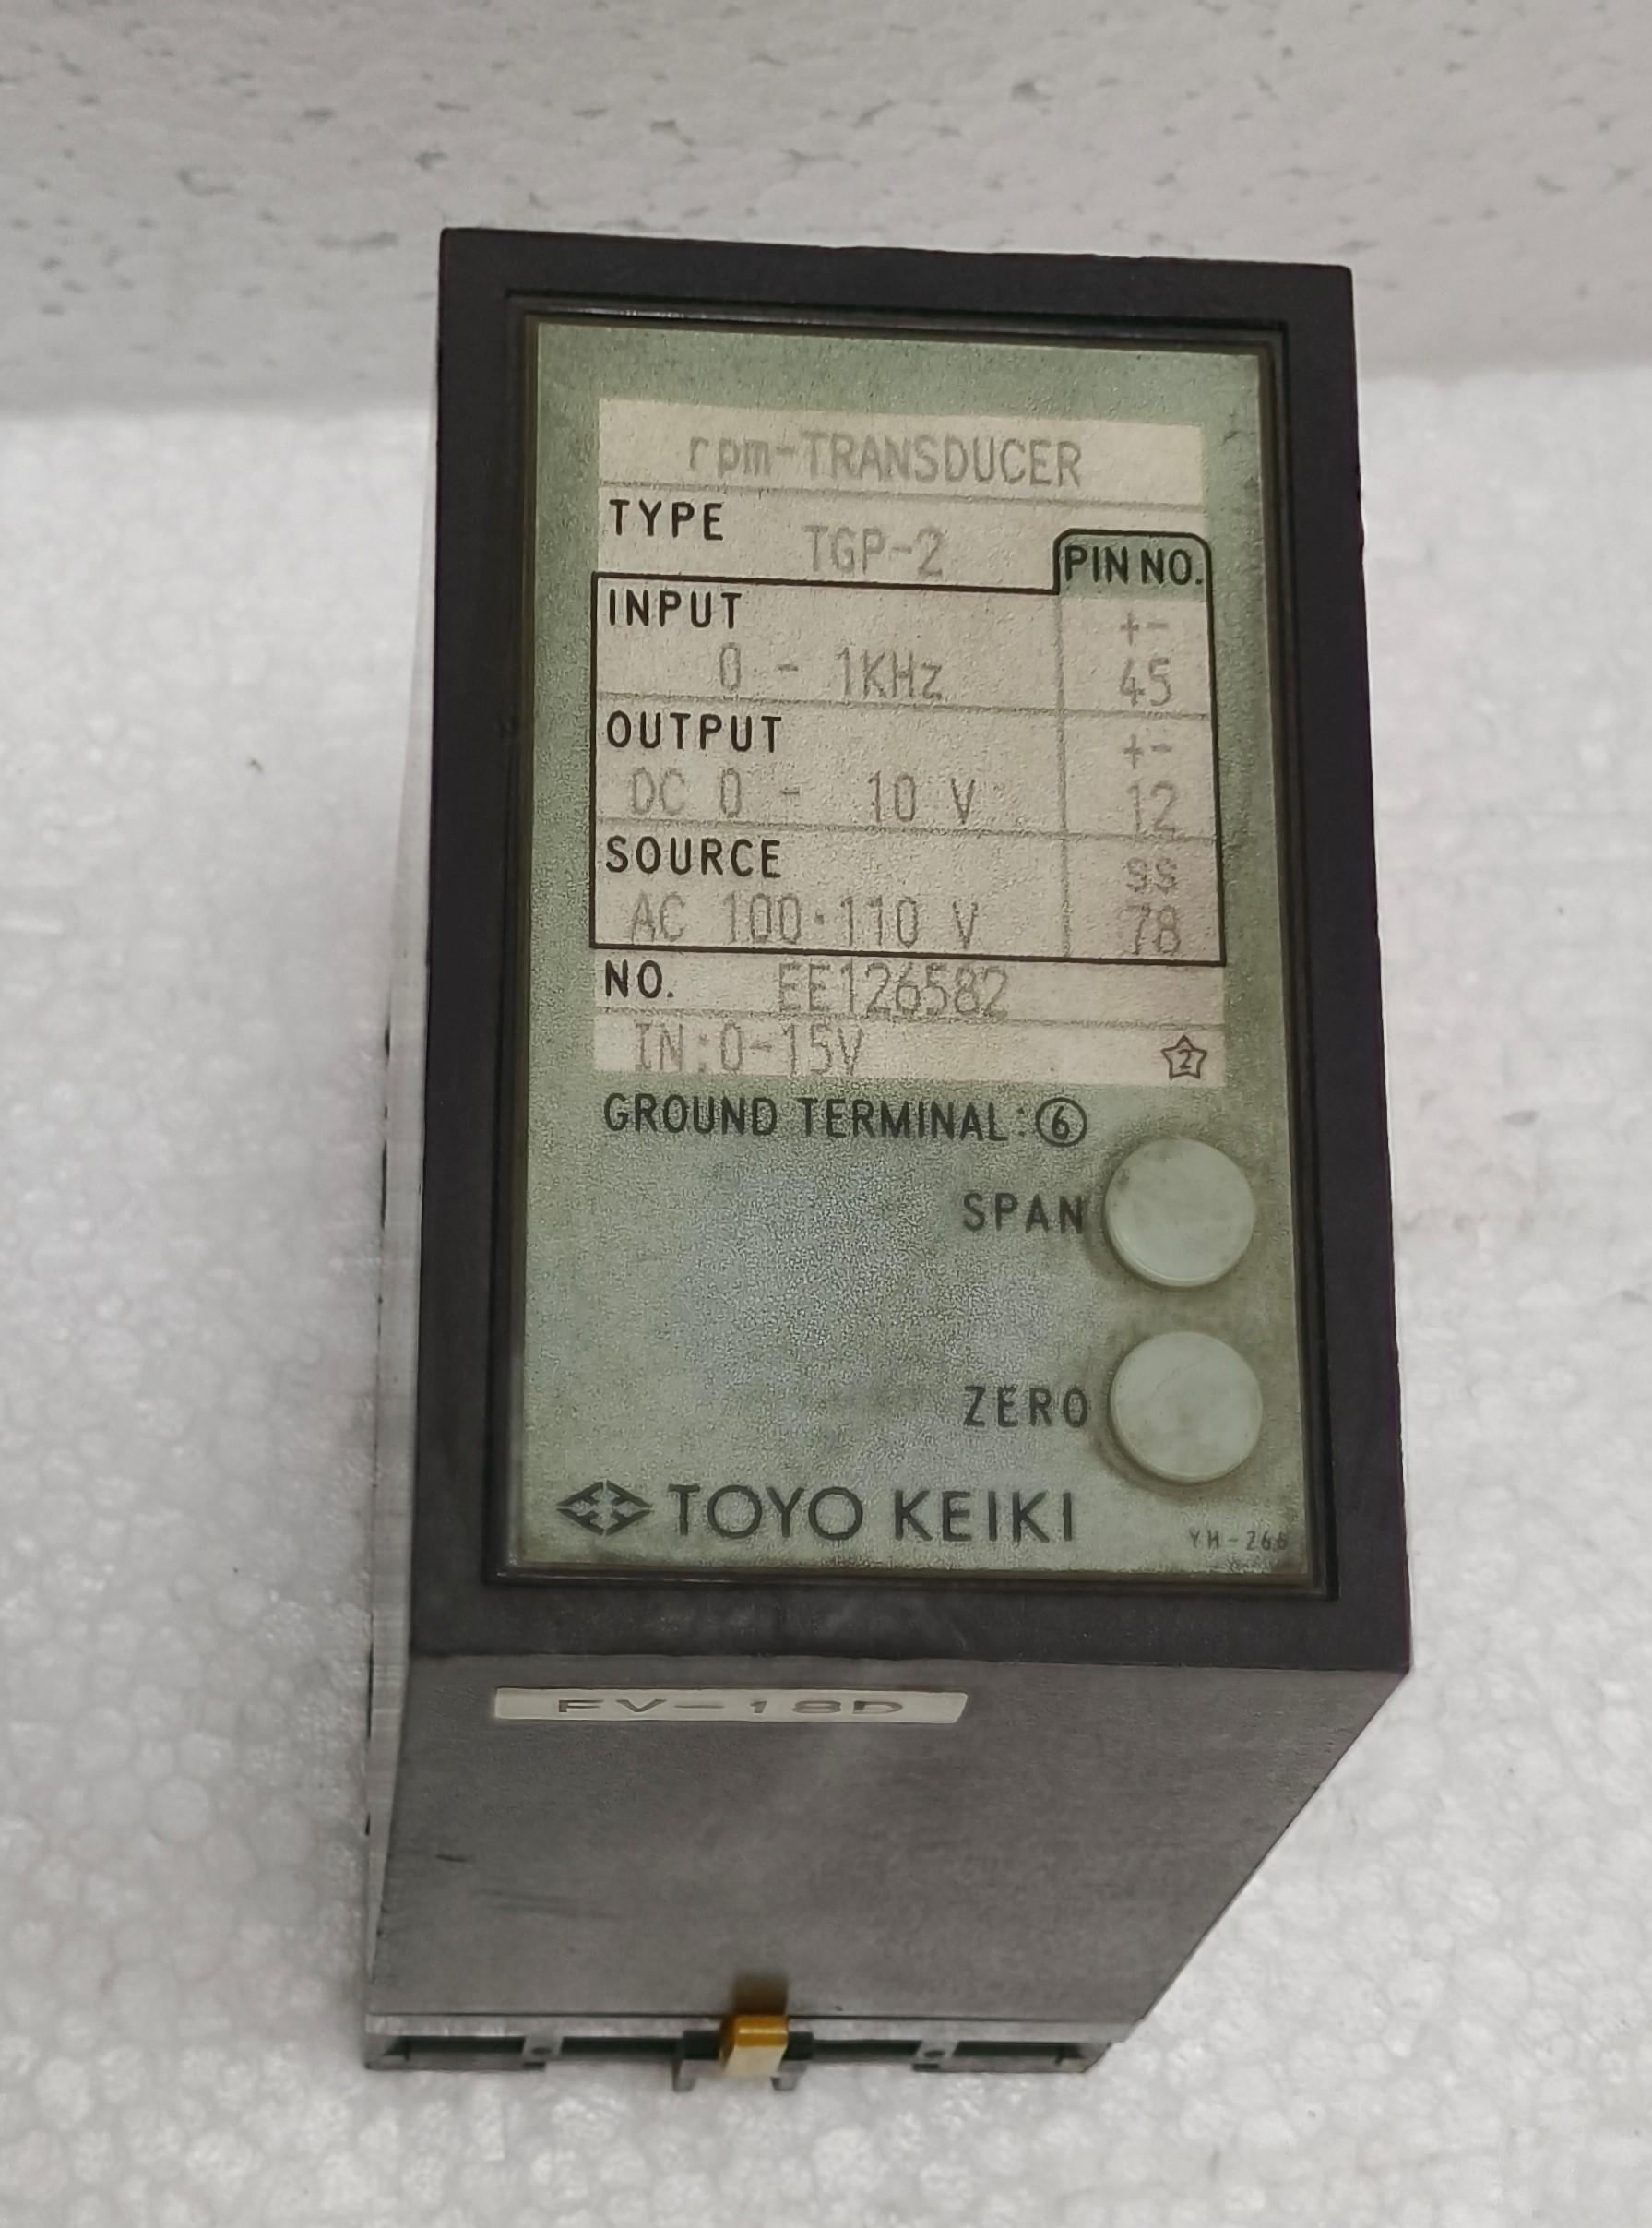 rpm-TRANSDUCER
TYPE TGP-2 PIN NO.
INPUT +-
0 - 1KHz 45
OUTPUT +-
DC 0 - 10 V 12
SOURCE SS
AC 100·110 V 78
NO. EE126582
IN:0-15V 2
GROUND TERMINAL:⑥
SPAN
ZERO
TOYO KEIKI
YH-266
FV-18D